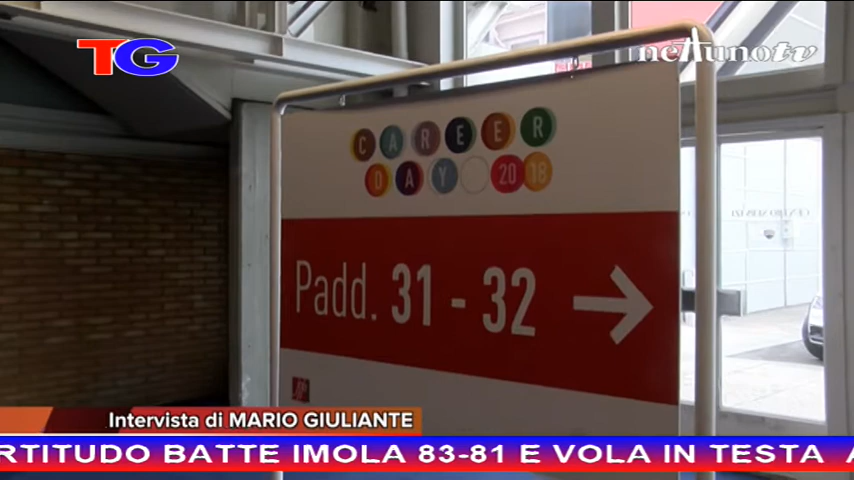 TG
nettunotv
CAREER
DAY 2018
Padd. 31 - 32 →
Intervista di MARIO GIULIANTE
RTITUDO BATTE IMOLA 83-81 E VOLA IN TESTA A